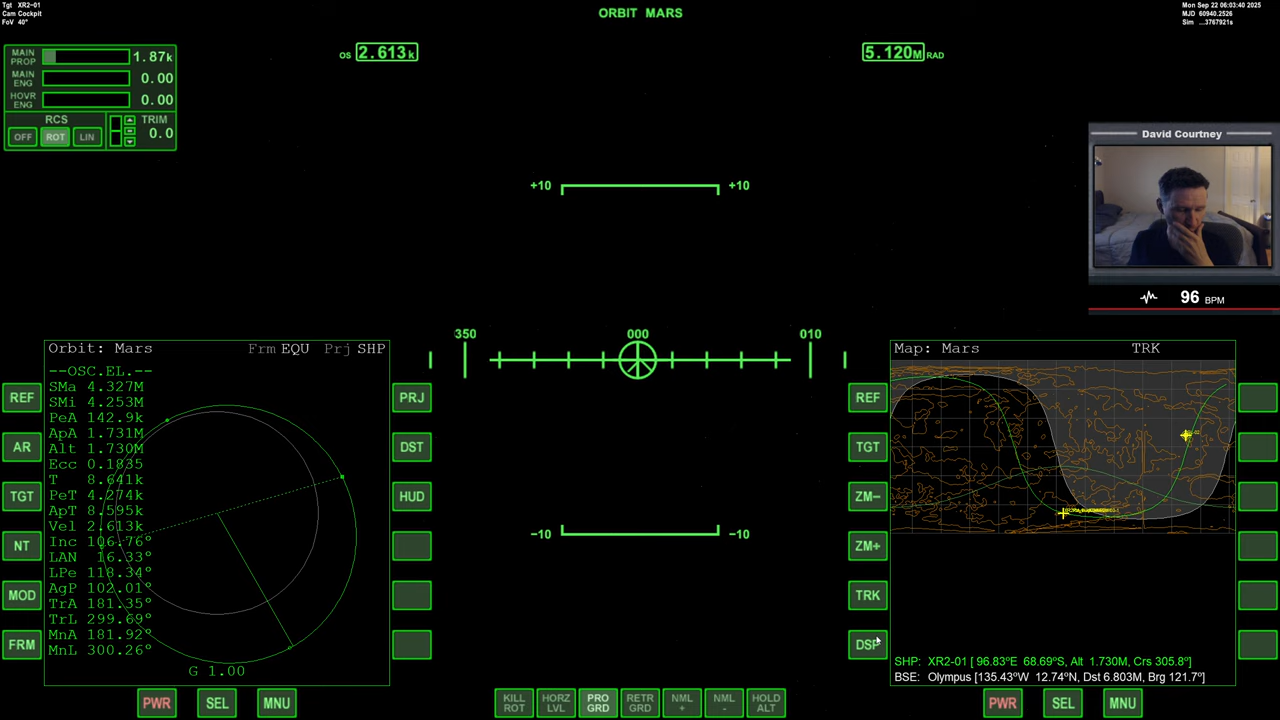 Tgt XR2-01
Cam Cockpit
FoV 40°
ORBIT MARS
Mon Sep 22 06:03:40 2025
MJD 60940.2526
Sim ...3767921s
MAIN PROP 1.87k
MAIN ENG 0.00
HOVR ENG 0.00
RCS TRIM
OFF ROT LIN 0.0
OS 2.613k
5.120M RAD
David Courtney
96 BPM
+10 +10
350 000 010
-10 -10
Orbit: Mars Frm EQU Prj SHP
--OSC.EL.--
SMa 4.327M
SMi 4.253M
PeA 142.9k
ApA 1.731M
Alt 1.730M
Ecc 0.1835
T 8.641k
PeT 4.274k
ApT 8.595k
Vel 2.613k
Inc 106.76°
LAN 16.33°
LPe 118.34°
AgP 102.01°
TrA 181.35°
TrL 299.69°
MnA 181.92°
MnL 300.26°
G 1.00
REF
AR
TGT
NT
MOD
FRM
PRJ
DST
HUD
PWR SEL MNU
KILL ROT
HORZ LVL
PRO GRD
RETR GRD
NML +
NML -
HOLD ALT
Map: Mars TRK
REF
TGT
ZM-
ZM+
TRK
DSP
SHP: XR2-01 [ 96.83ºE 68.69ºS, Alt 1.730M, Crs 305.8º]
BSE: Olympus [135.43ºW 12.74ºN, Dst 6.803M, Brg 121.7º]
PWR SEL MNU